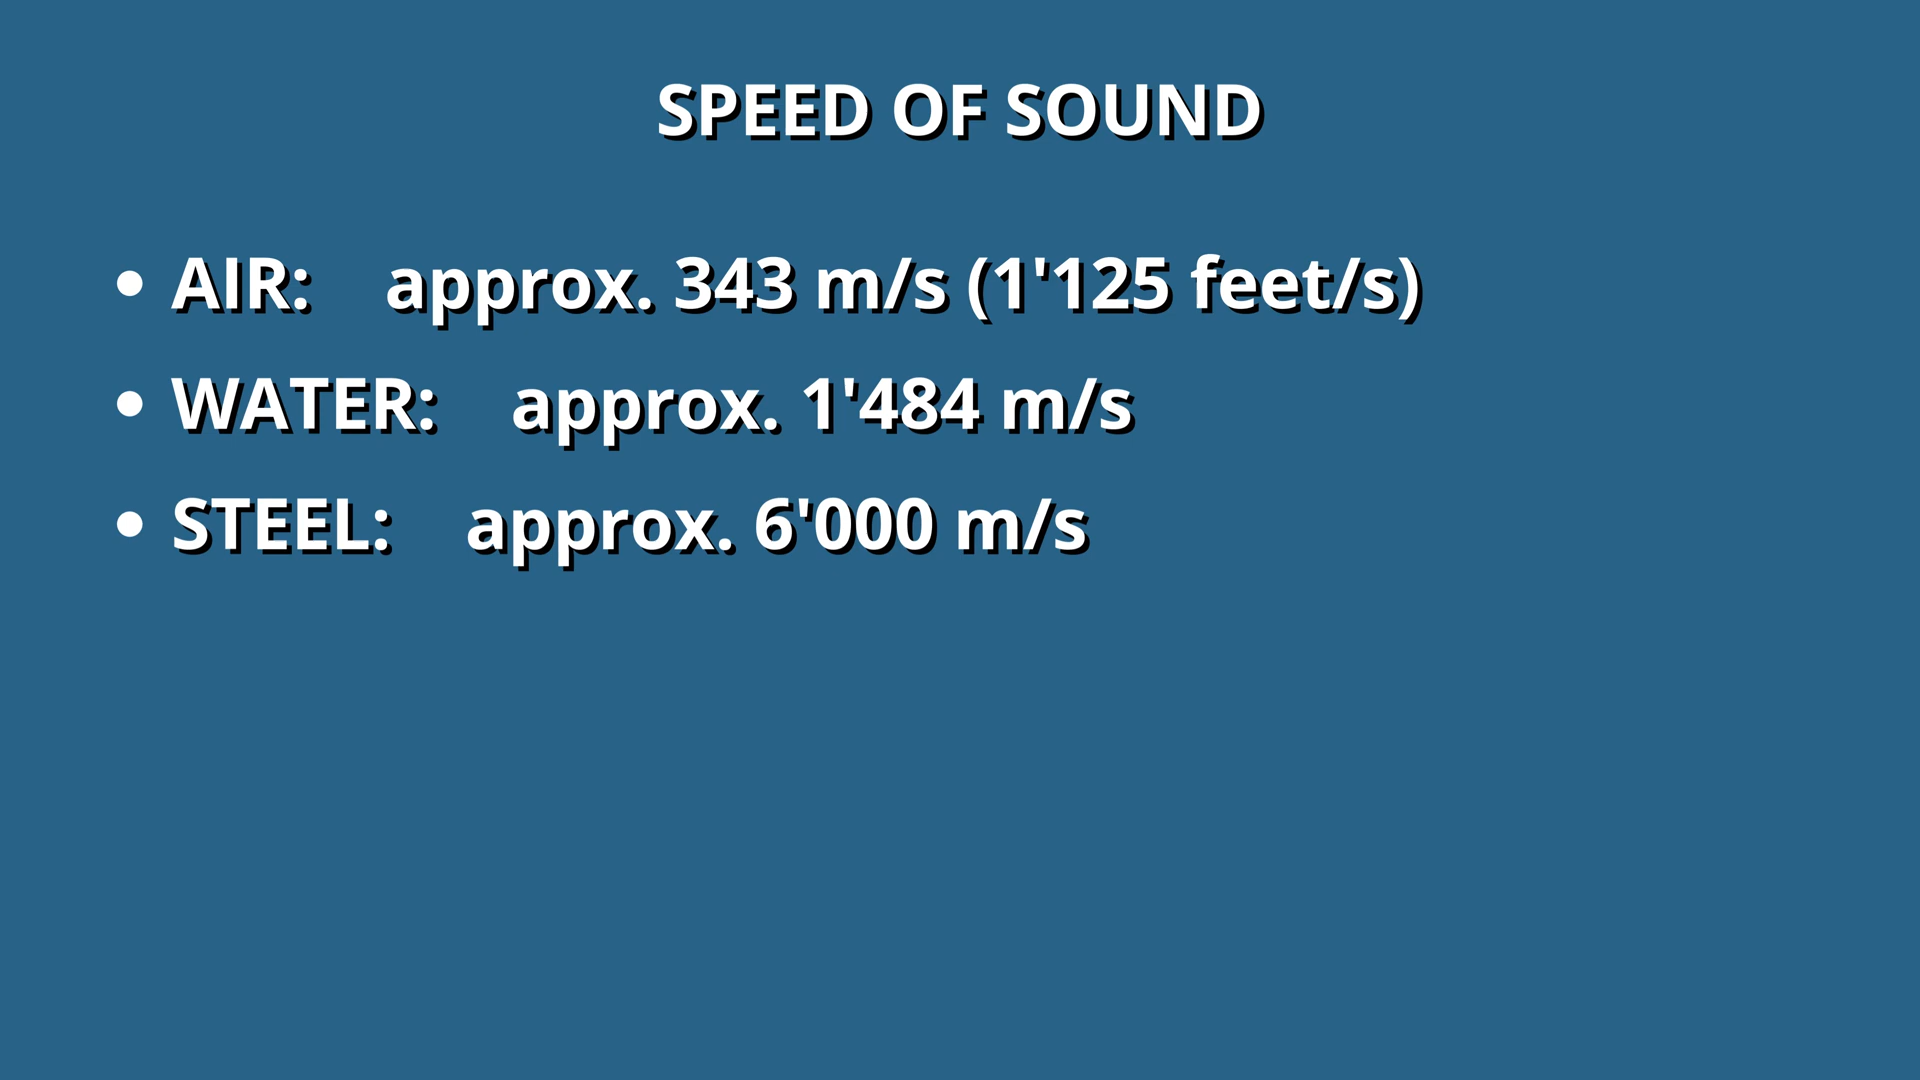 SPEED OF SOUND
• AIR: approx. 343 m/s (1'125 feet/s)
• WATER: approx. 1'484 m/s
• STEEL: approx. 6'000 m/s